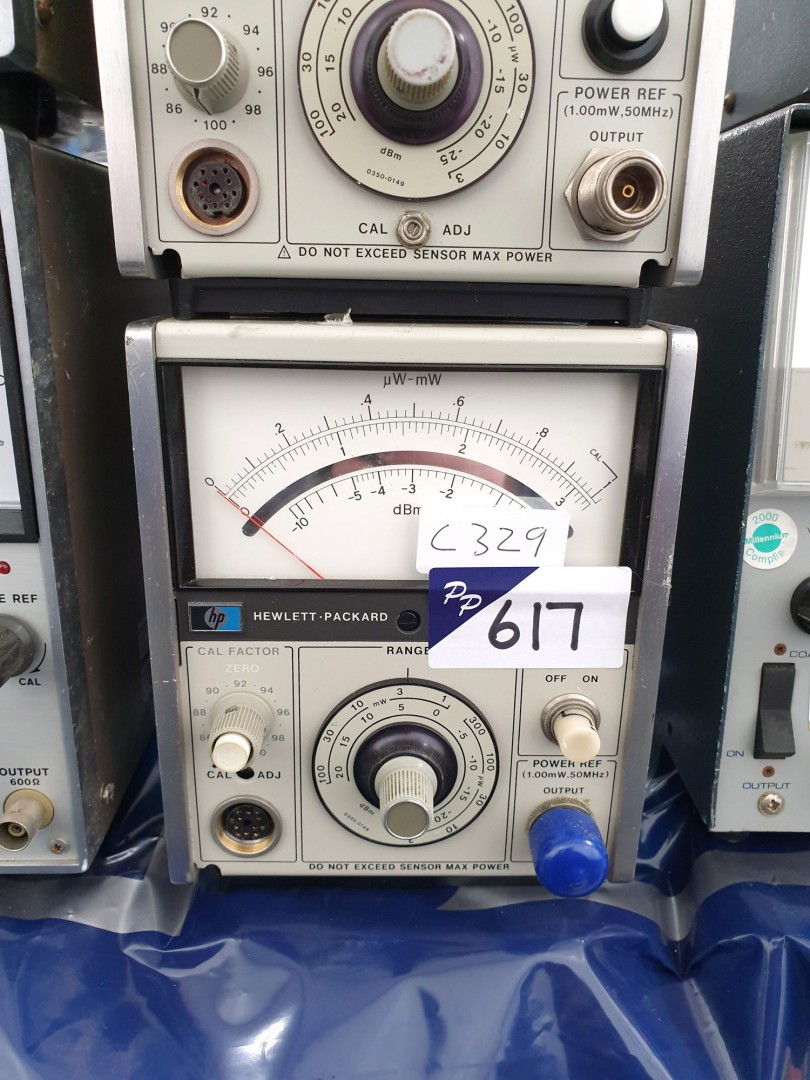 92
94
88
96
86
98
100
100
10
15
20
30
100
dBm
0350-0149
-10
100
µW
30
-15
-20
10
-25
3
POWER REF
(1.00mW,50MHz)
OUTPUT
CAL ADJ
⚠ DO NOT EXCEED SENSOR MAX POWER
µW-mW
0 .2 .4 .6 .8 CAL.
0 1 2 3
-10 -5 -4 -3 -2
dBm
C329
PP 617
hp HEWLETT·PACKARD
CAL FACTOR
ZERO
88 90 92 94 96 98
CAL ADJ
RANGE
3 1
mW
10 30 100
5 0 -5
10 15 20
300 100
µW
30 10
-10 -15 -20
dBm
0350-0149
OFF ON
POWER REF
(1.00mW,50MHz)
OUTPUT
DO NOT EXCEED SENSOR MAX POWER
E REF
CAL
OUTPUT
600Ω
2000
Millennium
ON
OUTPUT